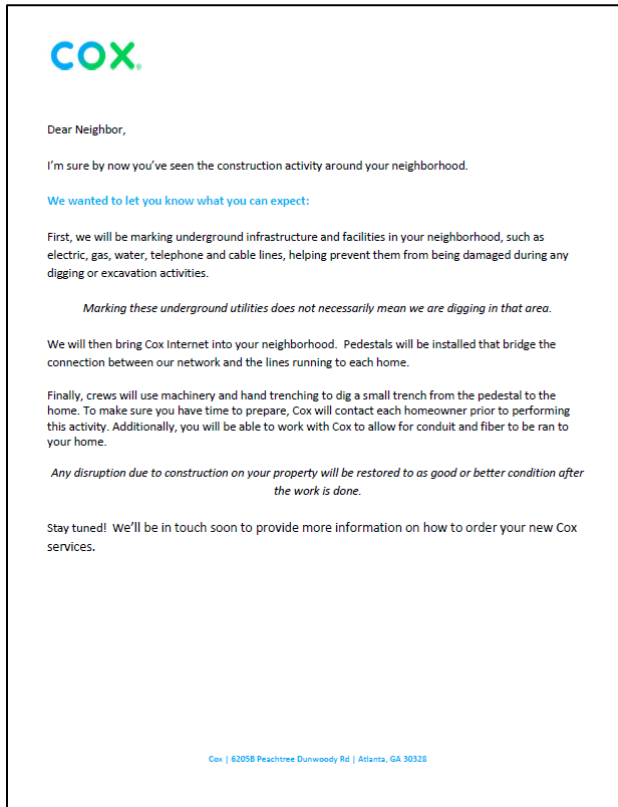 COX.
Dear Neighbor,
I'm sure by now you've seen the construction activity around your neighborhood.
We wanted to let you know what you can expect:
First, we will be marking underground infrastructure and facilities in your neighborhood, such as
electric, gas, water, telephone and cable lines, helping prevent them from being damaged during any
digging or excavation activities.
Marking these underground utilities does not necessarily mean we are digging in that area.
We will then bring Cox Internet into your neighborhood.  Pedestals will be installed that bridge the
connection between our network and the lines running to each home.
Finally, crews will use machinery and hand trenching to dig a small trench from the pedestal to the
home. To make sure you have time to prepare, Cox will contact each homeowner prior to performing
this activity. Additionally, you will be able to work with Cox to allow for conduit and fiber to be ran to
your home.
Any disruption due to construction on your property will be restored to as good or better condition after
the work is done.
Stay tuned!  We'll be in touch soon to provide more information on how to order your new Cox
services.
Cox | 6205B Peachtree Dunwoody Rd | Atlanta, GA 30328